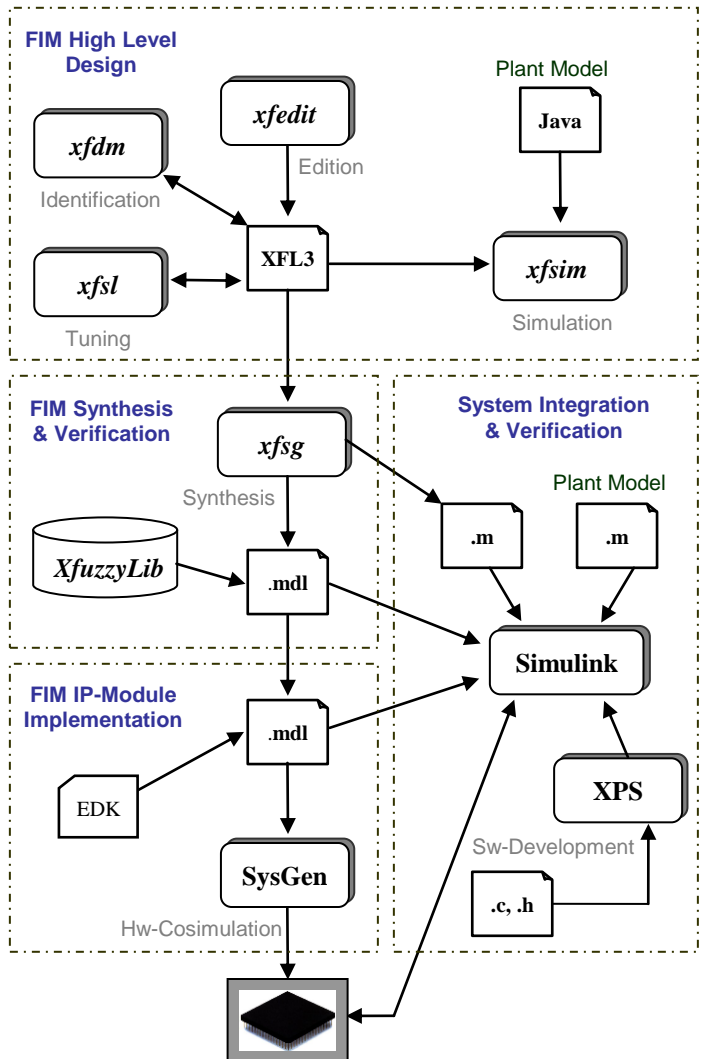 FIM High Level
Design
Plant Model
xfedit
Java
xfdm
Edition
Identification
XFL3
xfsl
xfsim
Tuning
Simulation
FIM Synthesis
& Verification
System Integration
& Verification
xfsg
Synthesis
Plant Model
.m
.m
XfuzzyLib
.mdl
Simulink
FIM IP-Module
Implementation
.mdl
EDK
XPS
SysGen
Sw-Development
.c, .h
Hw-Cosimulation